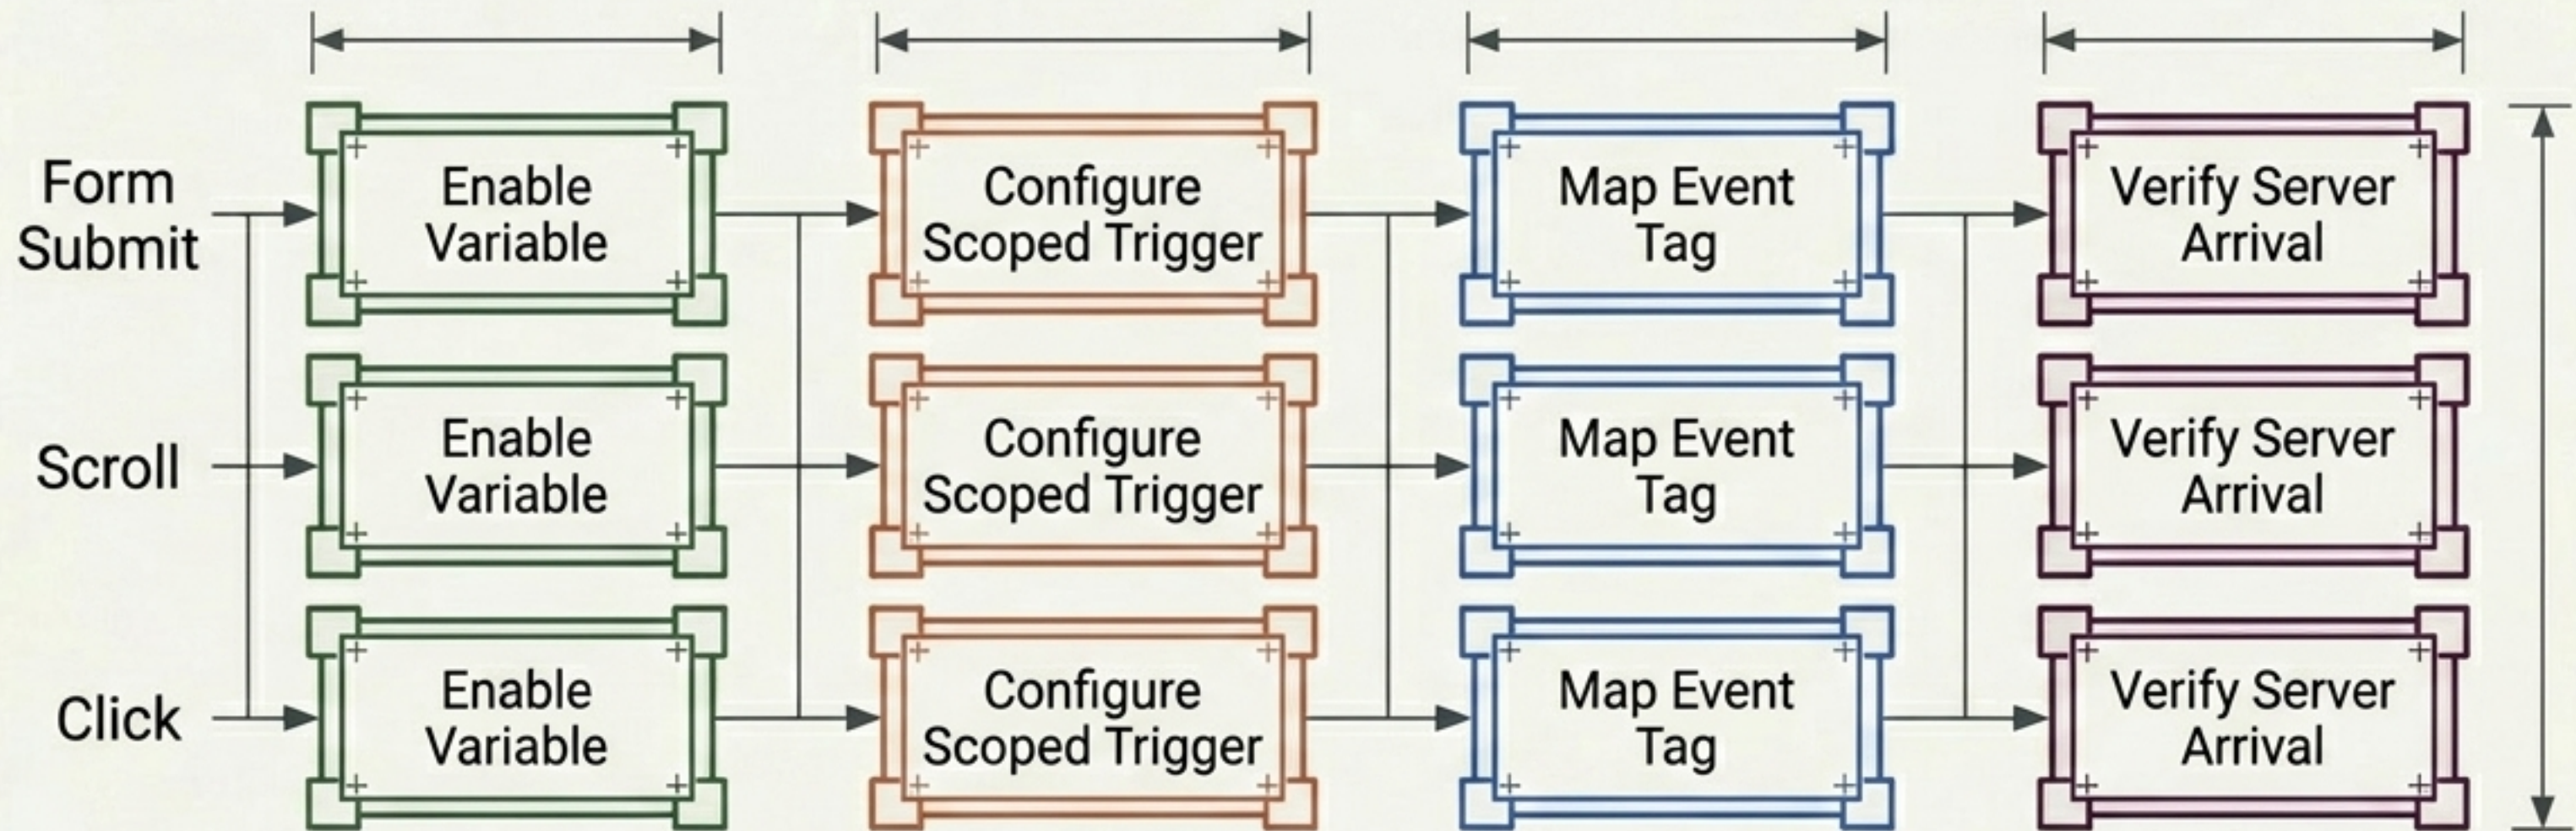 Form
Submit
Enable
Variable
Configure
Scoped Trigger
Map Event
Tag
Verify Server
Arrival
Scroll
Enable
Variable
Configure
Scoped Trigger
Map Event
Tag
Verify Server
Arrival
Click
Enable
Variable
Configure
Scoped Trigger
Map Event
Tag
Verify Server
Arrival